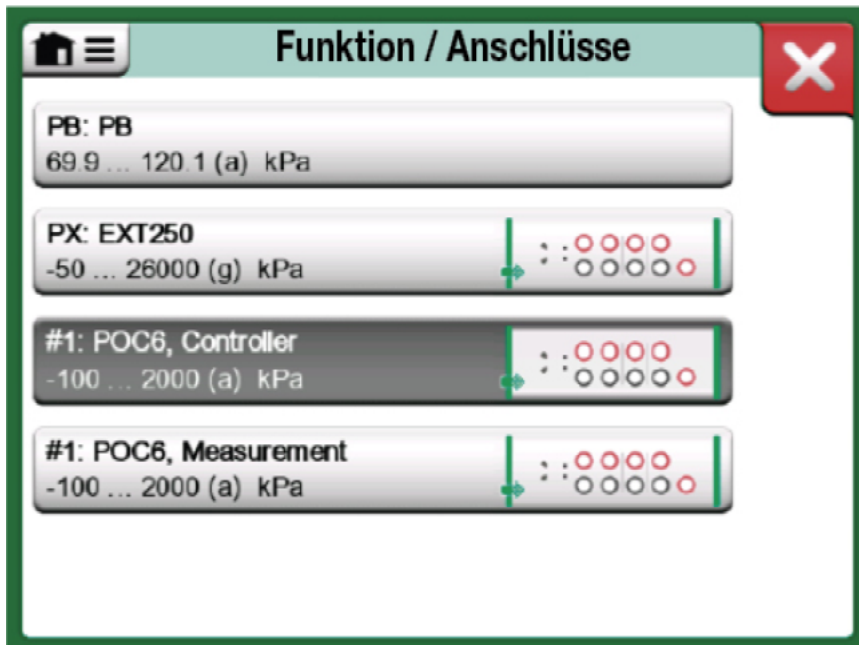 Funktion / Anschlüsse
PB: PB
69.9 ... 120.1 (a) kPa
PX: EXT250
-50 ... 26000 (g) kPa
#1: POC6, Controller
-100 ... 2000 (a) kPa
#1: POC6, Measurement
-100 ... 2000 (a) kPa